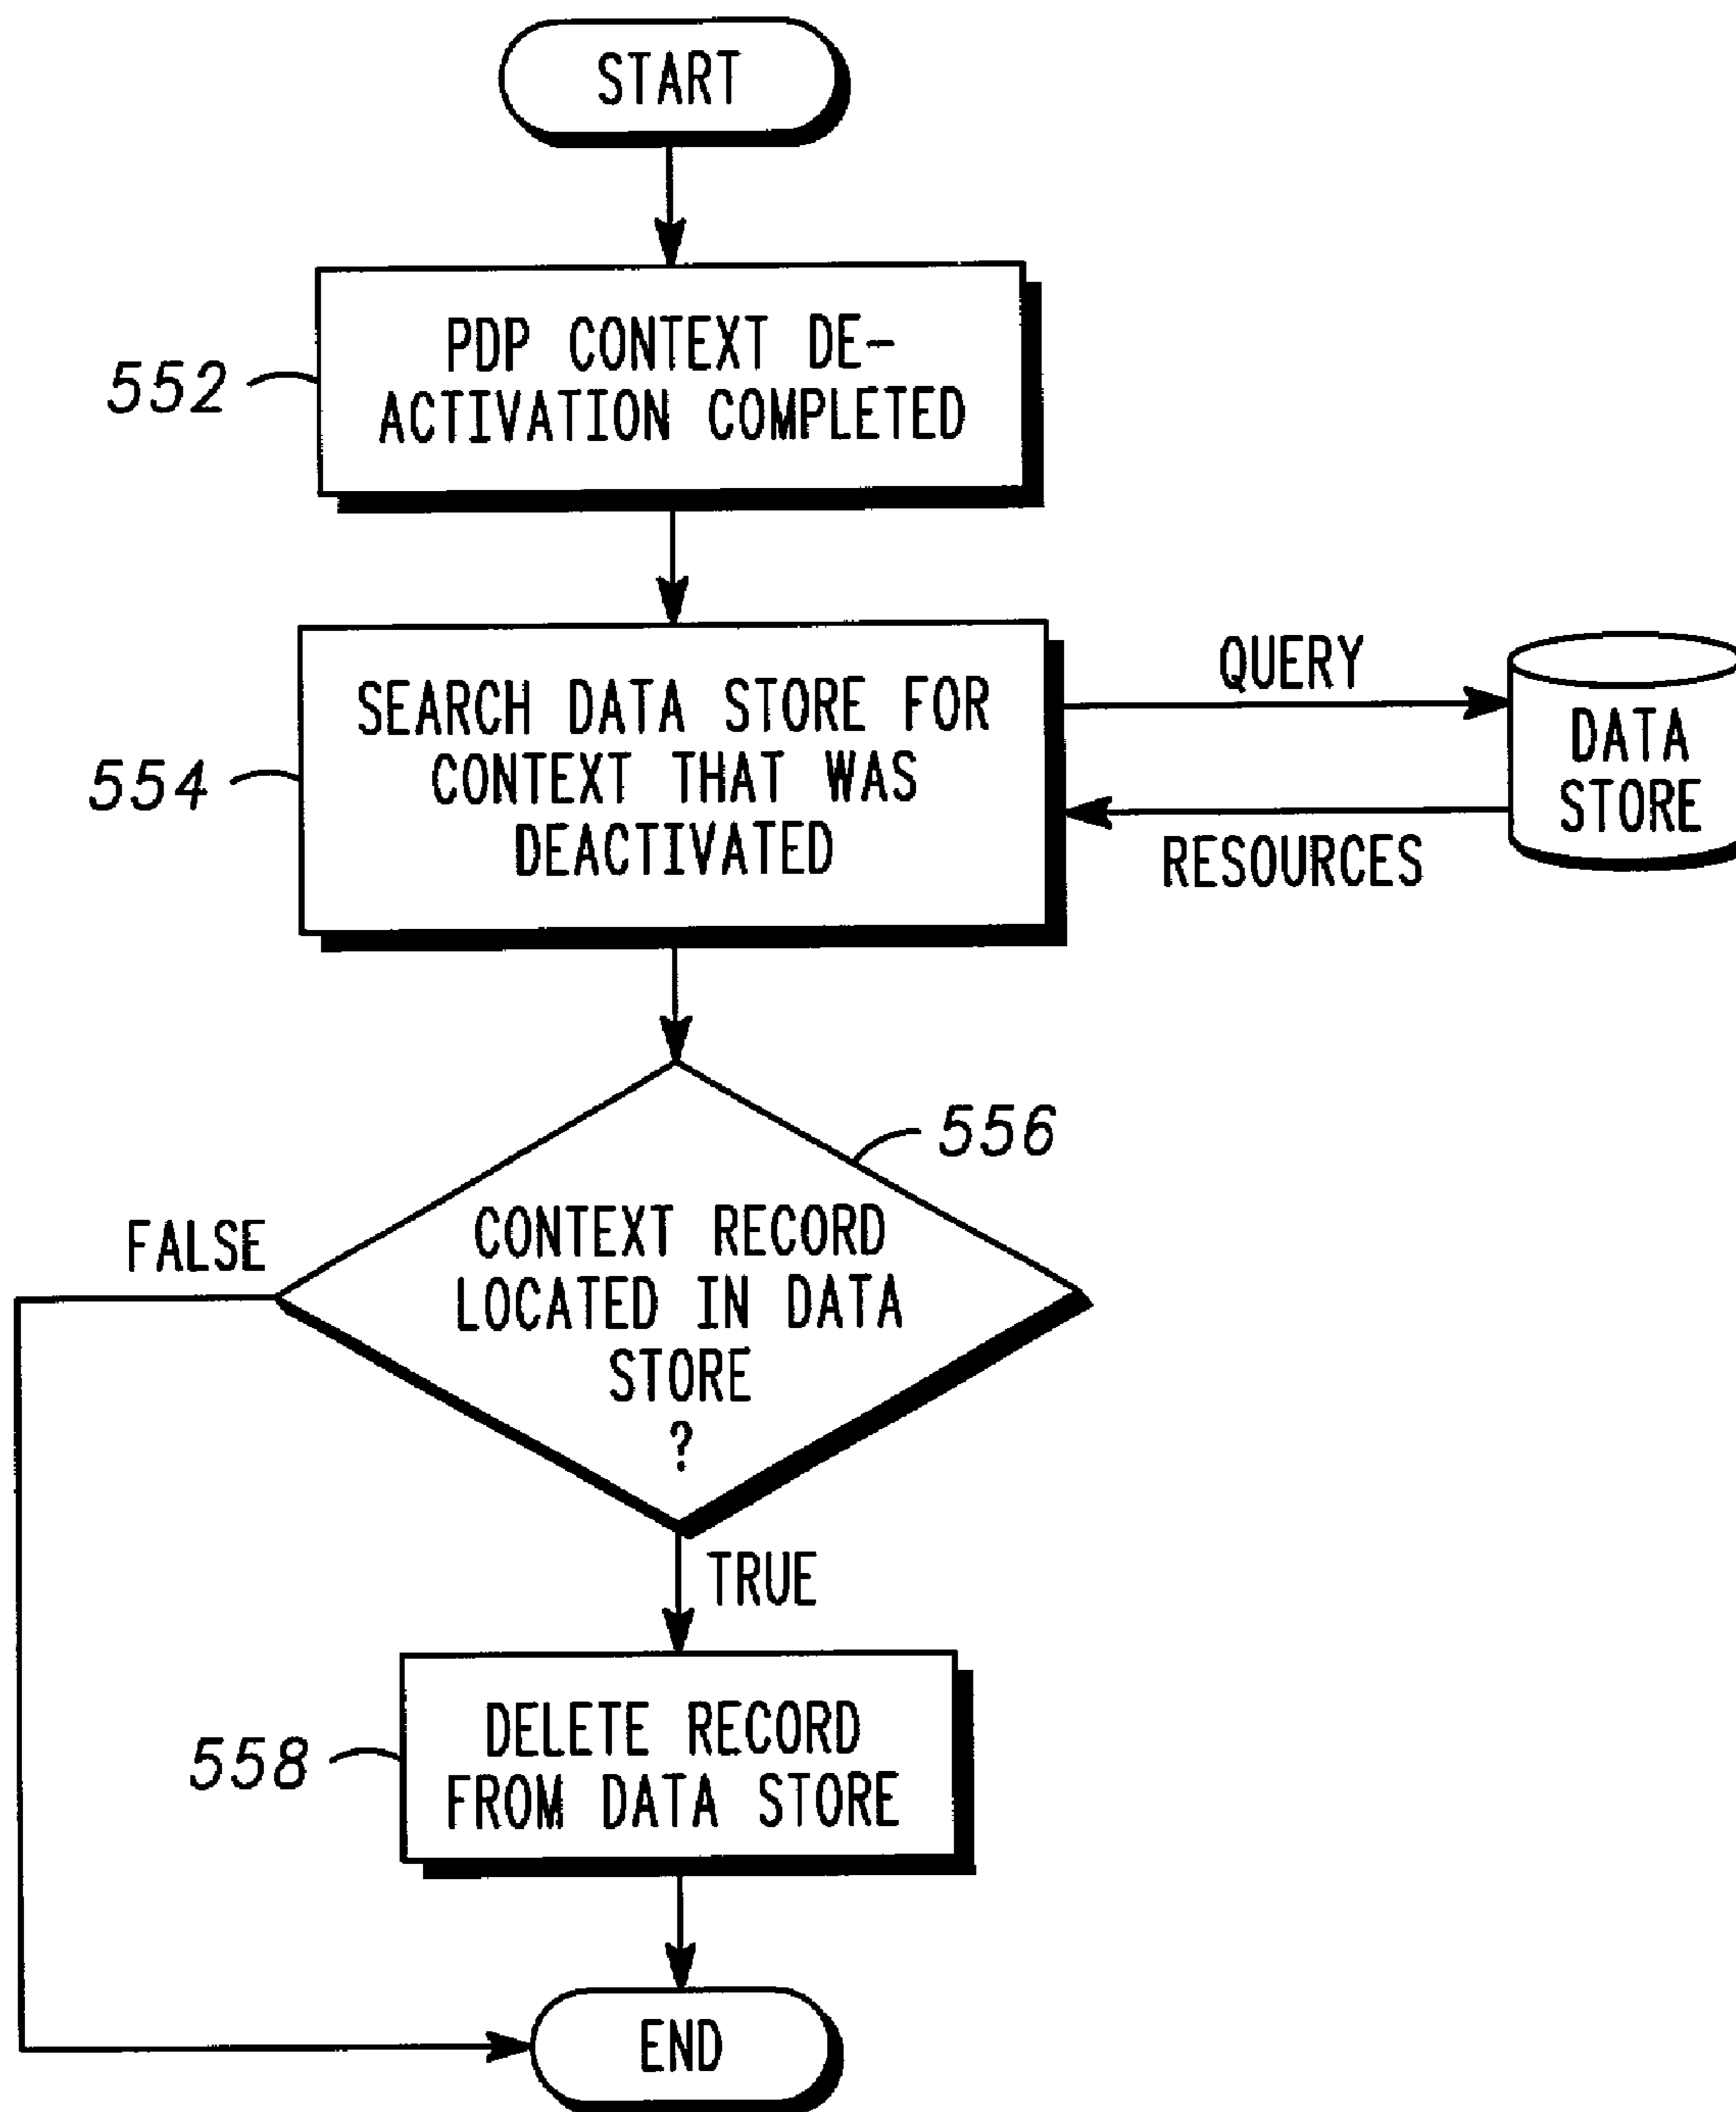 START
552
PDP CONTEXT DE-
ACTIVATION COMPLETED
554
SEARCH DATA STORE FOR
CONTEXT THAT WAS
DEACTIVATED
QUERY
RESOURCES
DATA
STORE
556
CONTEXT RECORD
LOCATED IN DATA
STORE
?
FALSE
TRUE
558
DELETE RECORD
FROM DATA STORE
END